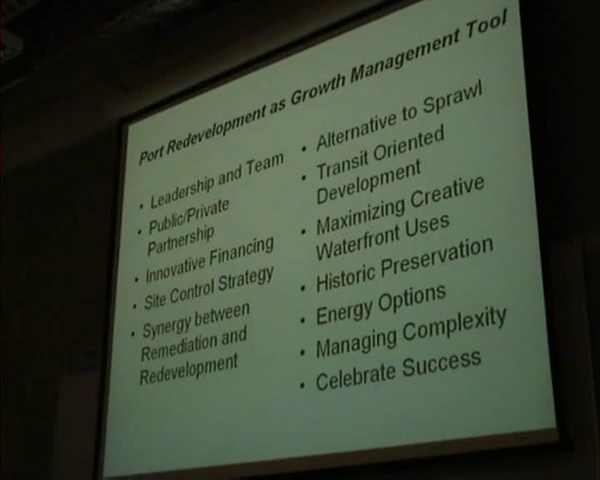 Port Redevelopment as Growth Management Tool
• Leadership and Team
• Public/Private
Partnership
• Innovative Financing
• Site Control Strategy
• Synergy between
Remediation and
Redevelopment
• Alternative to Sprawl
• Transit Oriented
Development
• Maximizing Creative
Waterfront Uses
• Historic Preservation
• Energy Options
• Managing Complexity
• Celebrate Success